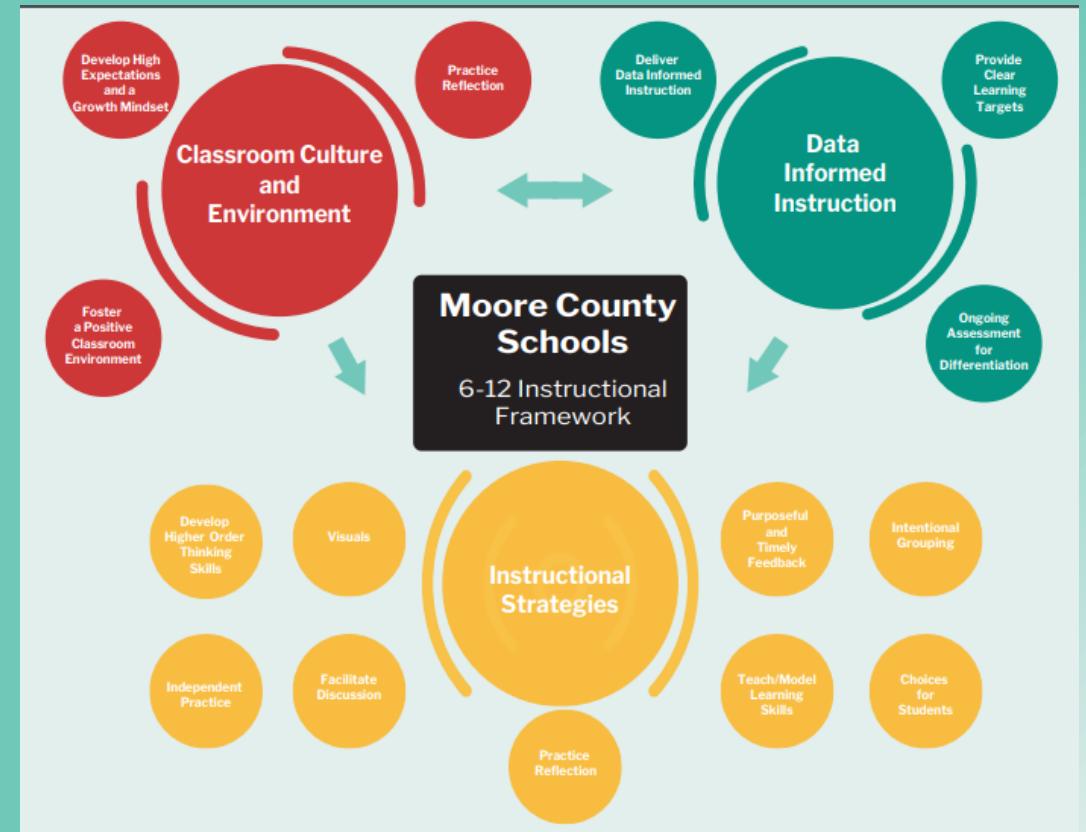 Develop High
Expectations
and a
Growth Mindset
Practice
Reflection
Classroom Culture
and
Environment
Foster
a Positive
Classroom
Environment
Deliver
Data Informed
Instruction
Provide
Clear
Learning
Targets
Data
Informed
Instruction
Ongoing
Assessment
for
Differentiation
Moore County
Schools
6-12 Instructional
Framework
Develop
Higher Order
Thinking
Skills
Visuals
Independent
Practice
Facilitate
Discussion
Instructional
Strategies
Practice
Reflection
Purposeful
and
Timely
Feedback
Intentional
Grouping
Teach/Model
Learning
Skills
Choices
for
Students